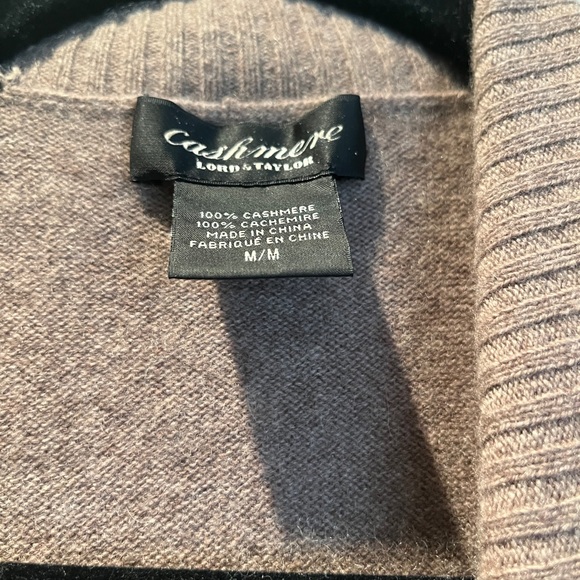 Cashmere
LORD & TAYLOR
100% CASHMERE
100% CACHEMIRE
MADE IN CHINA
FABRIQUÉ EN CHINE
M/M